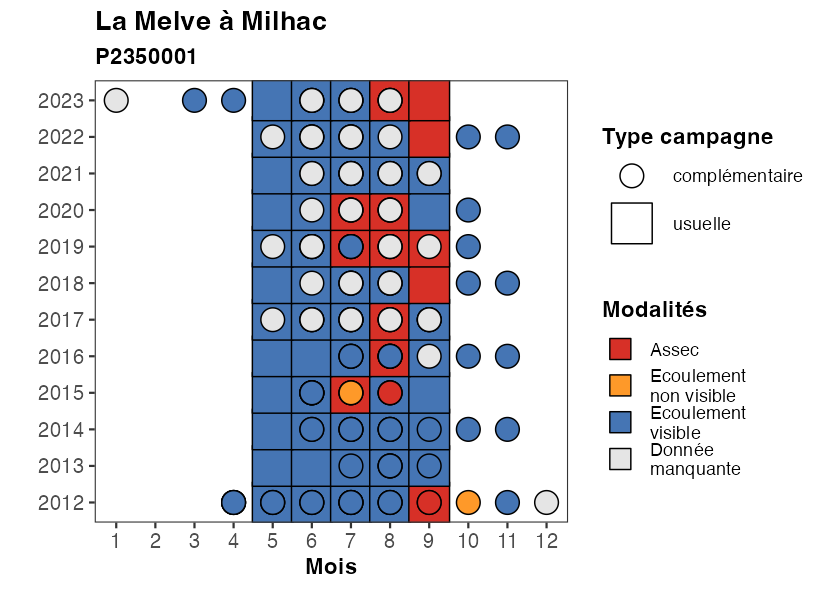 La Melve à Milhac
P2350001
2023
2022
2021
2020
2019
2018
2017
2016
2015
2014
2013
2012
1 2 3 4 5 6 7 8 9 10 11 12
Mois
Type campagne
complémentaire
usuelle
Modalités
Assec
Ecoulement
non visible
Ecoulement
visible
Donnée
manquante